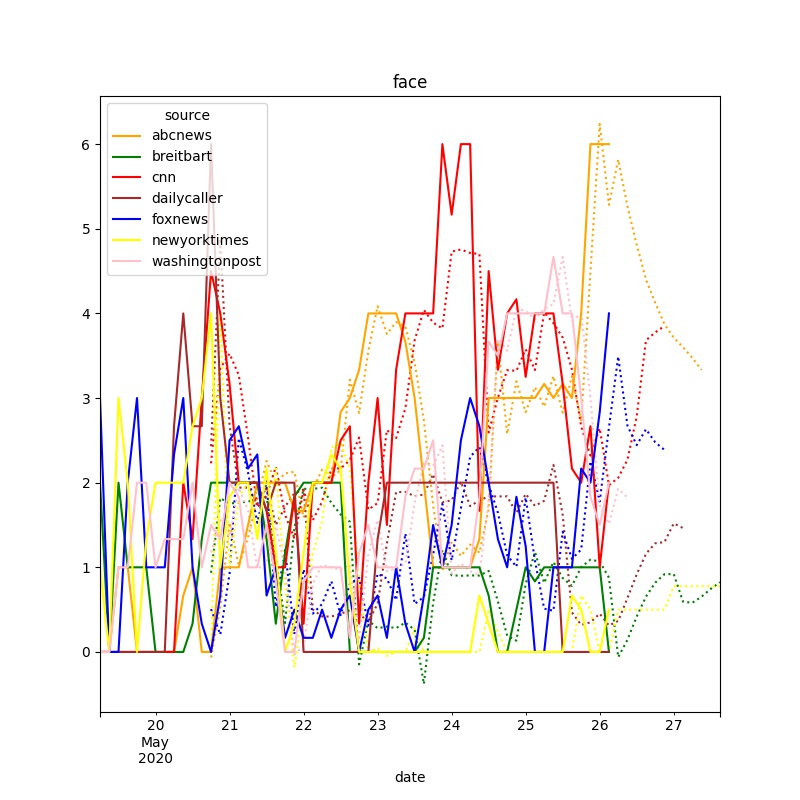 face
source
abcnews
breitbart
cnn
dailycaller
foxnews
newyorktimes
washingtonpost
6
5
4
3
2
1
0
20 21 22 23 24 25 26 27
May
2020
date